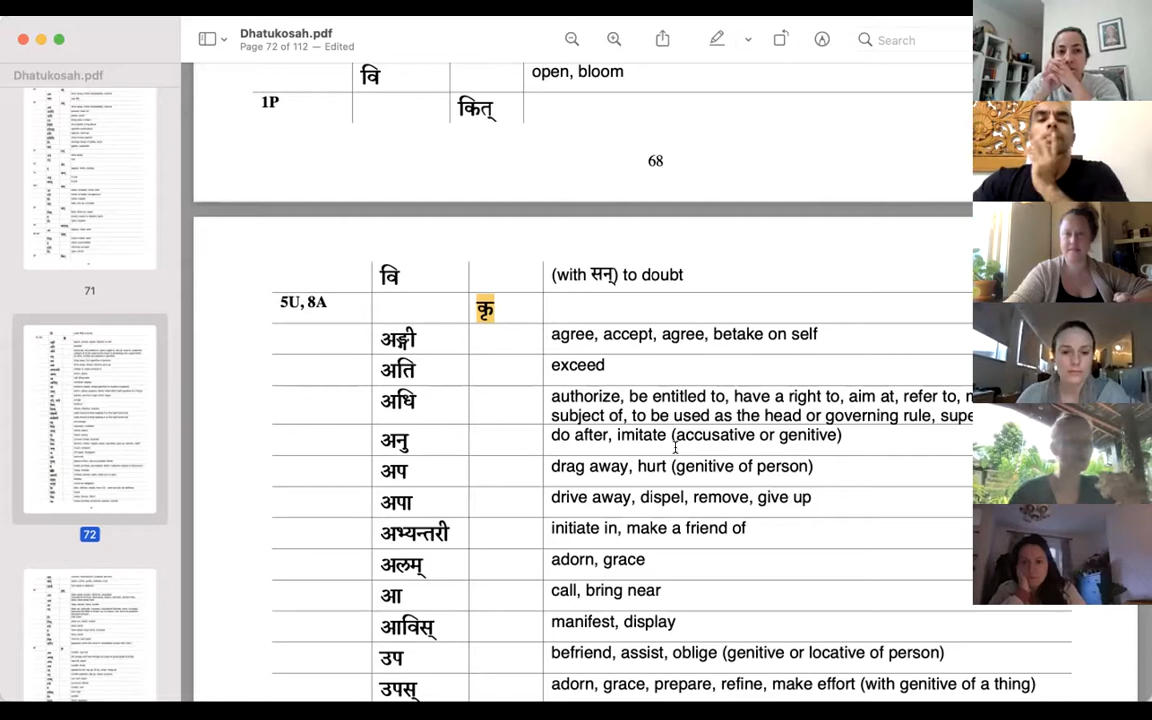 Dhatukosah.pdf
Page 72 of 112 — Edited
Search
Dhatukosah.pdf
71
72
वि open, bloom
1P कित्
68
वि (with सन्) to doubt
5U, 8A कृ
अङ्गी agree, accept, agree, betake on self
अति exceed
अधि authorize, be entitled to, have a right to, aim at, refer to,
subject of, to be used as the head or governing rule,
अनु do after, imitate (accusative or genitive)
अप drag away, hurt (genitive of person)
अपा drive away, dispel, remove, give up
अभ्यन्तरी initiate in, make a friend of
अलम् adorn, grace
आ call, bring near
आविस् manifest, display
उप befriend, assist, oblige (genitive or locative of person)
उपस् adorn, grace, prepare, refine, make effort (with genitive of a thing)